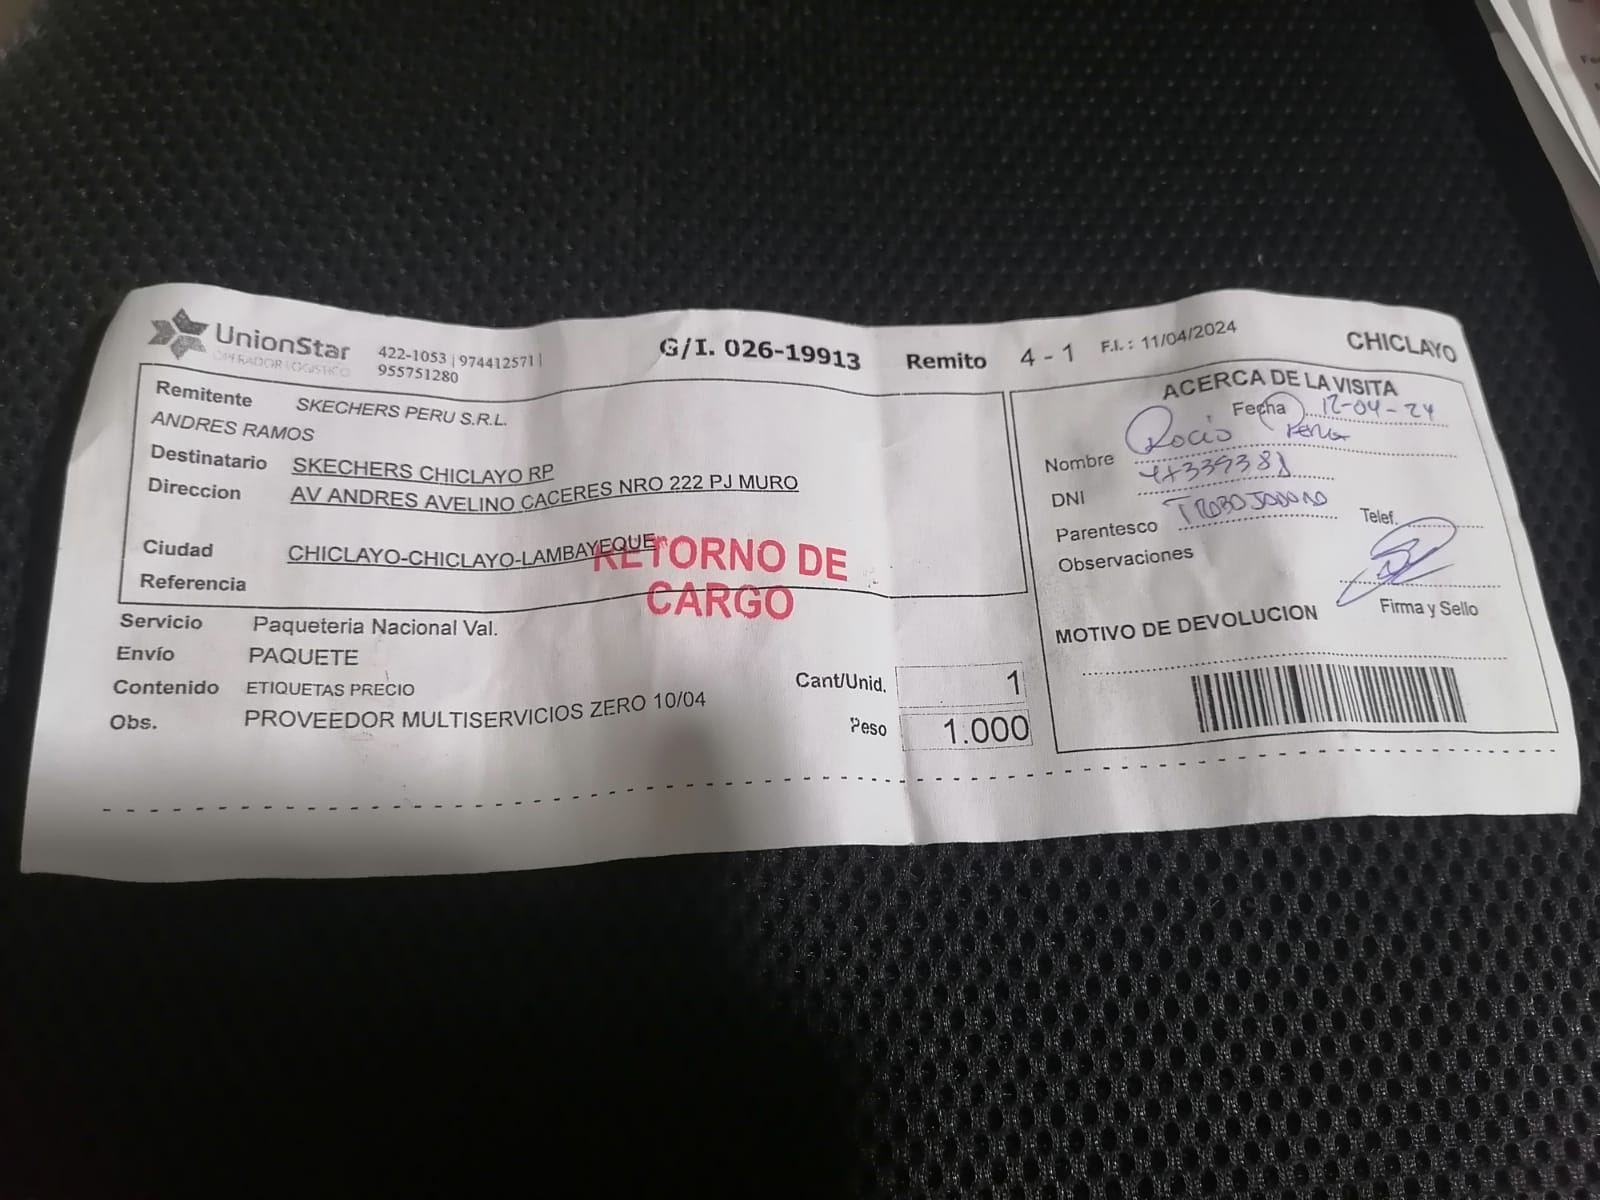 UnionStar
OPERADOR LOGISTICO
422-1053 | 974412571 |
955751280
G/I. 026-19913
Remito 4 - 1
F.I. : 11/04/2024
CHICLAYO
Remitente SKECHERS PERU S.R.L.
ANDRES RAMOS
Destinatario SKECHERS CHICLAYO RP
Direccion AV ANDRES AVELINO CACERES NRO 222 PJ MURO
Ciudad CHICLAYO-CHICLAYO-LAMBAYEQUE
Referencia
RETORNO DE
CARGO
Servicio Paqueteria Nacional Val.
Envío PAQUETE
Contenido ETIQUETAS PRECIO
Obs. PROVEEDOR MULTISERVICIOS ZERO 10/04
Cant/Unid. 1
Peso 1.000
ACERCA DE LA VISITA
Fecha 12-04-24
Nombre Rocio
DNI
Parentesco
Telef.
Observaciones
Firma y Sello
MOTIVO DE DEVOLUCION